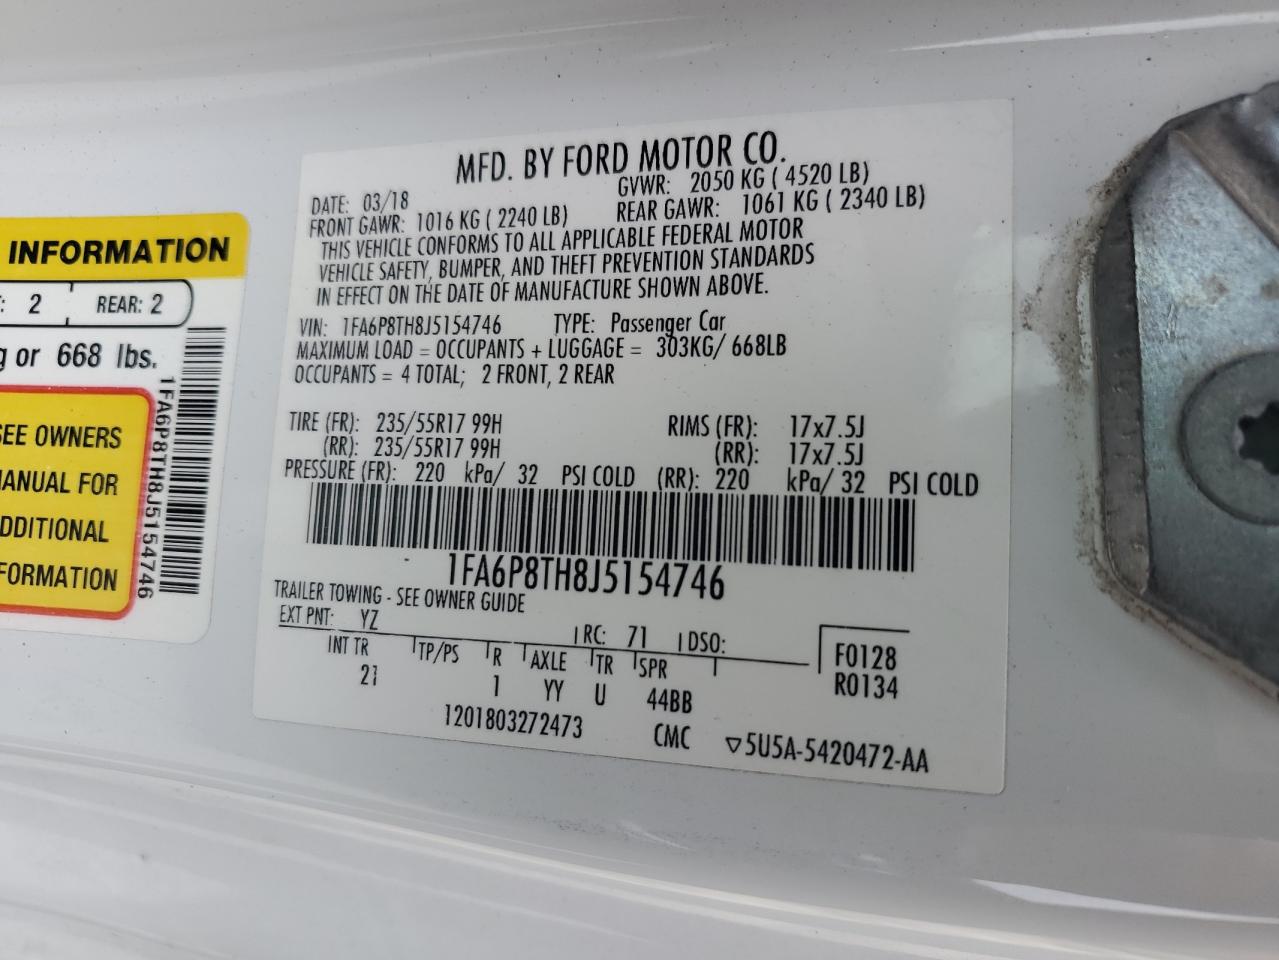 INFORMATION
: 2 REAR: 2
g or 668 lbs.
SEE OWNERS
MANUAL FOR
ADDITIONAL
FORMATION
1FA6P8TH8J5154746
MFD. BY FORD MOTOR CO.
DATE: 03/18 GVWR: 2050 KG ( 4520 LB)
FRONT GAWR: 1016 KG ( 2240 LB) REAR GAWR: 1061 KG ( 2340 LB)
THIS VEHICLE CONFORMS TO ALL APPLICABLE FEDERAL MOTOR
VEHICLE SAFETY, BUMPER, AND THEFT PREVENTION STANDARDS
IN EFFECT ON THE DATE OF MANUFACTURE SHOWN ABOVE.
VIN: 1FA6P8TH8J5154746 TYPE: Passenger Car
MAXIMUM LOAD = OCCUPANTS + LUGGAGE = 303KG/ 668LB
OCCUPANTS = 4 TOTAL; 2 FRONT, 2 REAR
TIRE (FR): 235/55R17 99H RIMS (FR): 17x7.5J
(RR): 235/55R17 99H (RR): 17x7.5J
PRESSURE (FR): 220 kPa/ 32 PSI COLD (RR): 220 kPa/ 32 PSI COLD
1FA6P8TH8J5154746
TRAILER TOWING - SEE OWNER GUIDE
EXT PNT: YZ RC: 71 DSO:
INT TR TP/PS R AXLE TR SPR F0128
21 1 YY U 44BB R0134
1201803272473 CMC ▽5U5A-5420472-AA